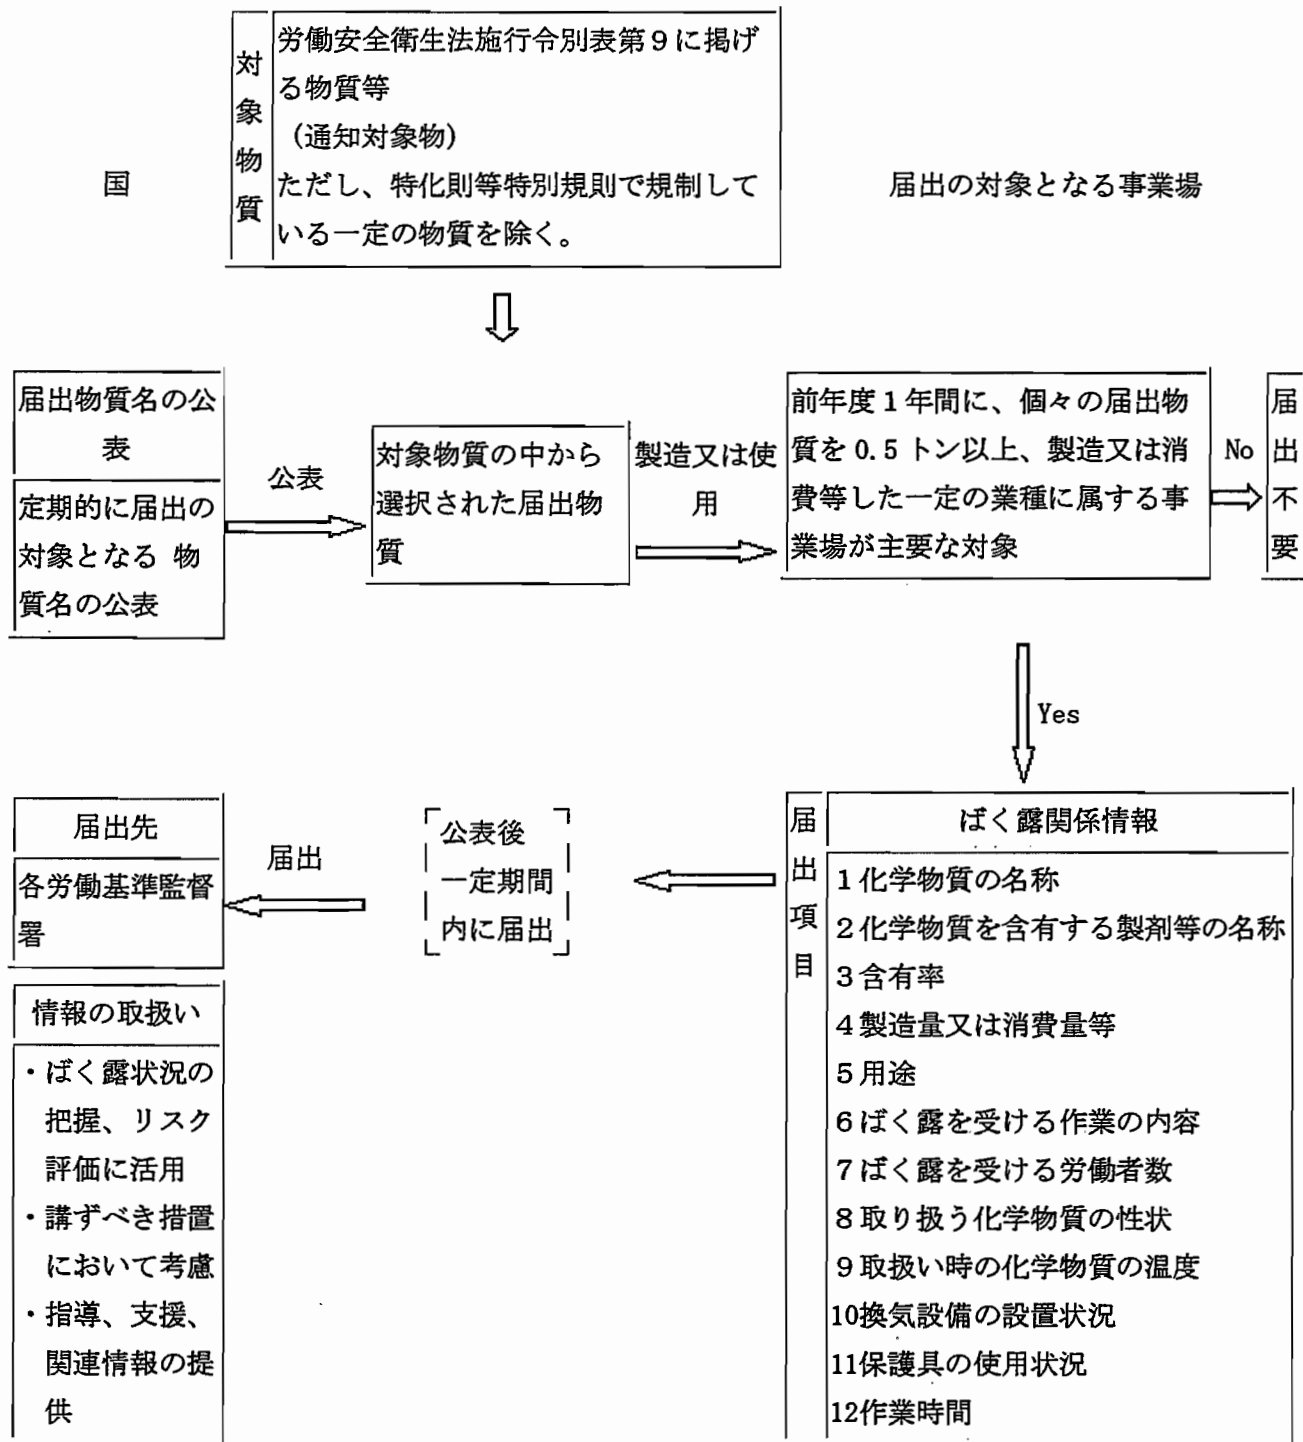 対象物質
労働安全衛生法施行令別表第9に掲げ
る物質等
（通知対象物）
ただし、特化則等特別規則で規制して
いる一定の物質を除く。
国
届出の対象となる事業場
届出物質名の公
表
定期的に届出の
対象となる 物
質名の公表
公表
対象物質の中から
選択された届出物
質
製造又は使
用
前年度1年間に、個々の届出物
質を0.5トン以上、製造又は消
費等した一定の業種に属する事
業場が主要な対象
No
届出不要
Yes
届出項目
ばく露関係情報
1化学物質の名称
2化学物質を含有する製剤等の名称
3含有率
4製造量又は消費量等
5用途
6ばく露を受ける作業の内容
7ばく露を受ける労働者数
8取り扱う化学物質の性状
9取扱い時の化学物質の温度
10換気設備の設置状況
11保護具の使用状況
12作業時間
公表後
一定期間
内に届出
届出
届出先
各労働基準監督
署
情報の取扱い
・ばく露状況の
把握、リスク
評価に活用
・講ずべき措置
において考慮
・指導、支援、
関連情報の提
供